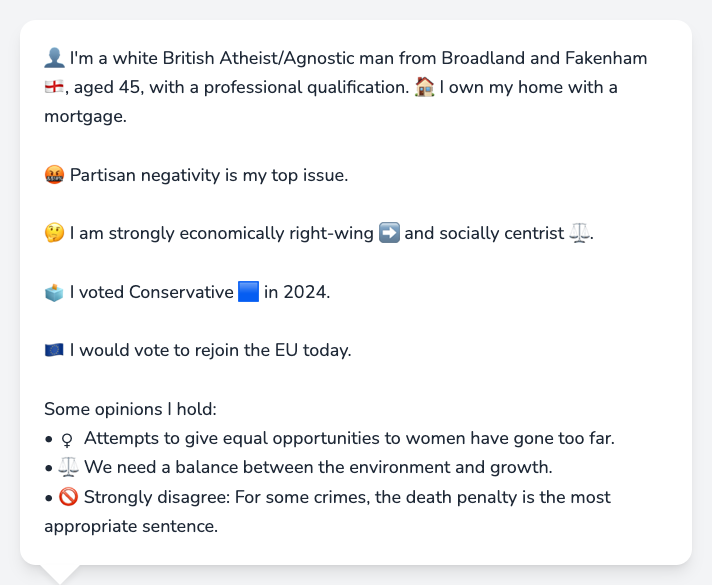 👤 I'm a white British Atheist/Agnostic man from Broadland and Fakenham
🏴󠁧󠁢󠁥󠁮󠁧󠁿, aged 45, with a professional qualification. 🏠 I own my home with a
mortgage.
🤬 Partisan negativity is my top issue.
🤔 I am strongly economically right-wing ➡️ and socially centrist ⚖️.
🗳️ I voted Conservative 🟦 in 2024.
🇪🇺 I would vote to rejoin the EU today.
Some opinions I hold:
• ♀ Attempts to give equal opportunities to women have gone too far.
• ⚖️ We need a balance between the environment and growth.
• 🚫 Strongly disagree: For some crimes, the death penalty is the most
appropriate sentence.